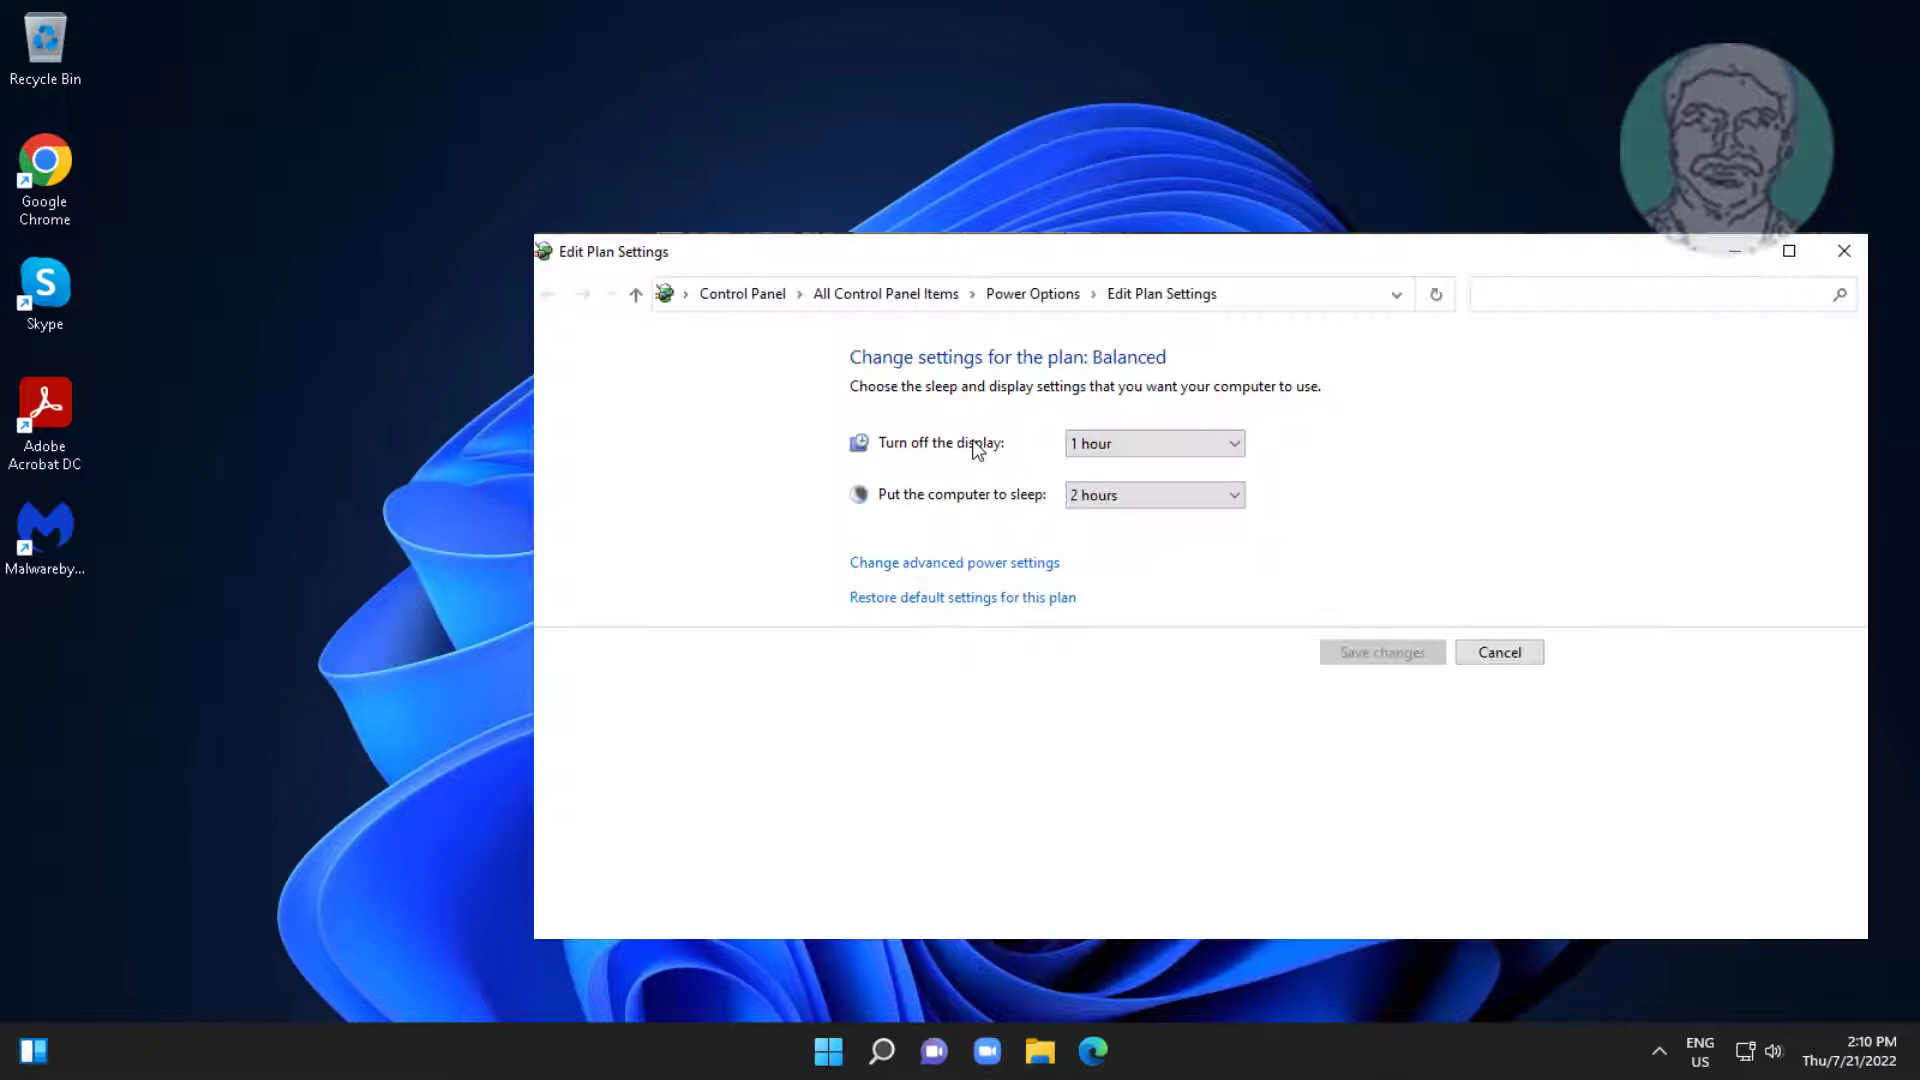 Recycle Bin
Google
Chrome
Skype
Adobe
Acrobat DC
Malwareby...
Edit Plan Settings
Control Panel › All Control Panel Items › Power Options › Edit Plan Settings
Change settings for the plan: Balanced
Choose the sleep and display settings that you want your computer to use.
Turn off the display: 1 hour
Put the computer to sleep: 2 hours
Change advanced power settings
Restore default settings for this plan
Save changes Cancel
ENG
US
2:10 PM
Thu/7/21/2022